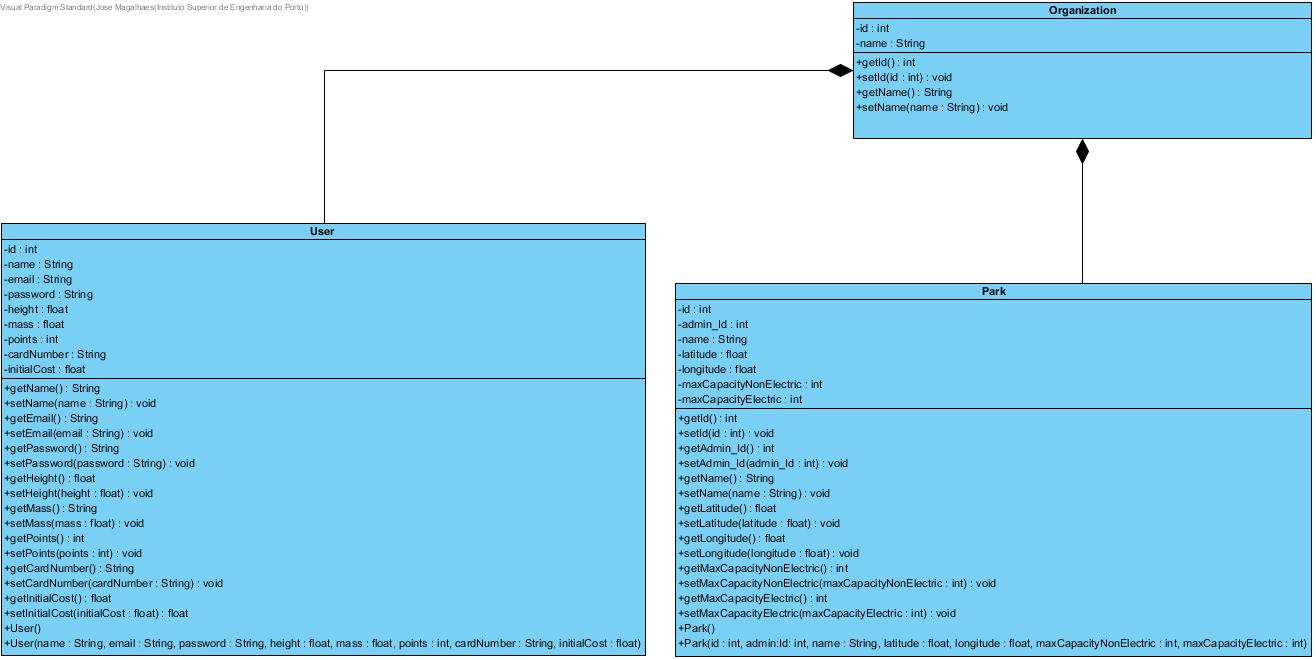 Visual Paradigm Standard(Jose Magalhaes(Instituto Superior de Engenharia do Porto))
Organization
-id : int
-name : String
+getId() : int
+setId(id : int) : void
+getName() : String
+setName(name : String) : void
User
-id : int
-name : String
-email : String
-password : String
-height : float
-mass : float
-points : int
-cardNumber : String
-initialCost : float
+getName() : String
+setName(name : String) : void
+getEmail() : String
+setEmail(email : String) : void
+getPassword() : String
+setPassword(password : String) : void
+getHeight() : float
+setHeight(height : float) : void
+getMass() : String
+setMass(mass : float) : void
+getPoints() : int
+setPoints(points : int) : void
+getCardNumber() : String
+setCardNumber(cardNumber : String) : void
+getInitialCost() : float
+setInitialCost(initialCost : float) : float
+User()
+User(name : String, email : String, password : String, height : float, mass : float, points : int, cardNumber : String, initialCost : float)
Park
-id : int
-admin_Id : int
-name : String
-latitude : float
-longitude : float
-maxCapacityNonElectric : int
-maxCapacityElectric : int
+getId() : int
+setId(id : int) : void
+getAdmin_Id() : int
+setAdmin_Id(admin_Id : int) : void
+getName() : String
+setName(name : String) : void
+getLatitude() : float
+setLatitude(latitude : float) : void
+getLongitude() : float
+setLongitude(longitude : float) : void
+getMaxCapacityNonElectric() : int
+setMaxCapacityNonElectric(maxCapacityNonElectric : int) : void
+getMaxCapacityElectric() : int
+setMaxCapacityElectric(maxCapacityElectric : int) : void
+Park()
+Park(id : int, admin:Id: int, name : String, latitude : float, longitude : float, maxCapacityNonElectric : int, maxCapacityElectric : int)